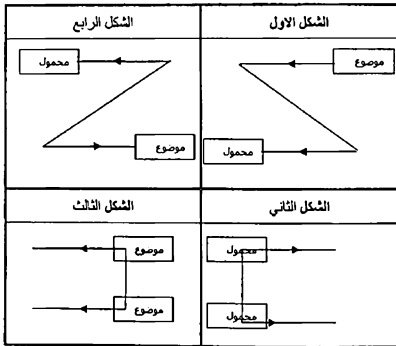 الشكل الاول
موضوع
محمول
الشكل الرابع
محمول
موضوع
الشكل الثاني
محمول
محمول
الشكل الثالث
موضوع
موضوع